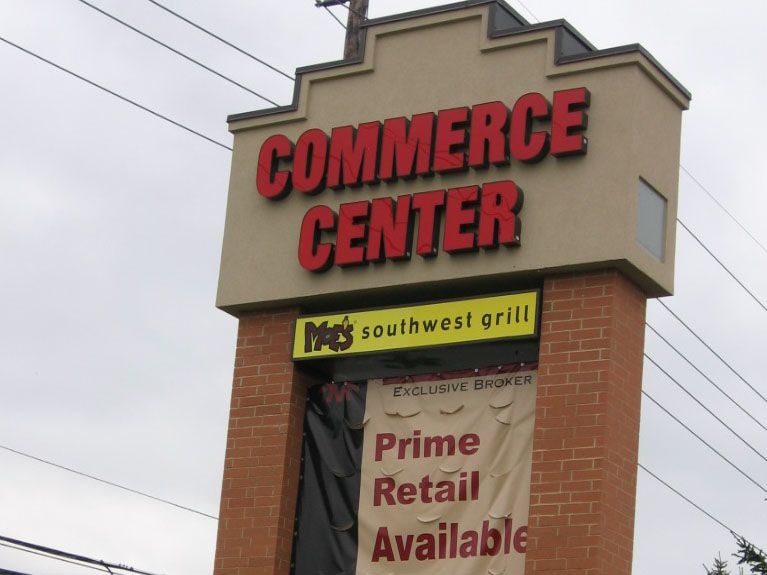 COMMERCE
CENTER
MOE'S southwest grill
EXCLUSIVE BROKER
Prime
Retail
Available